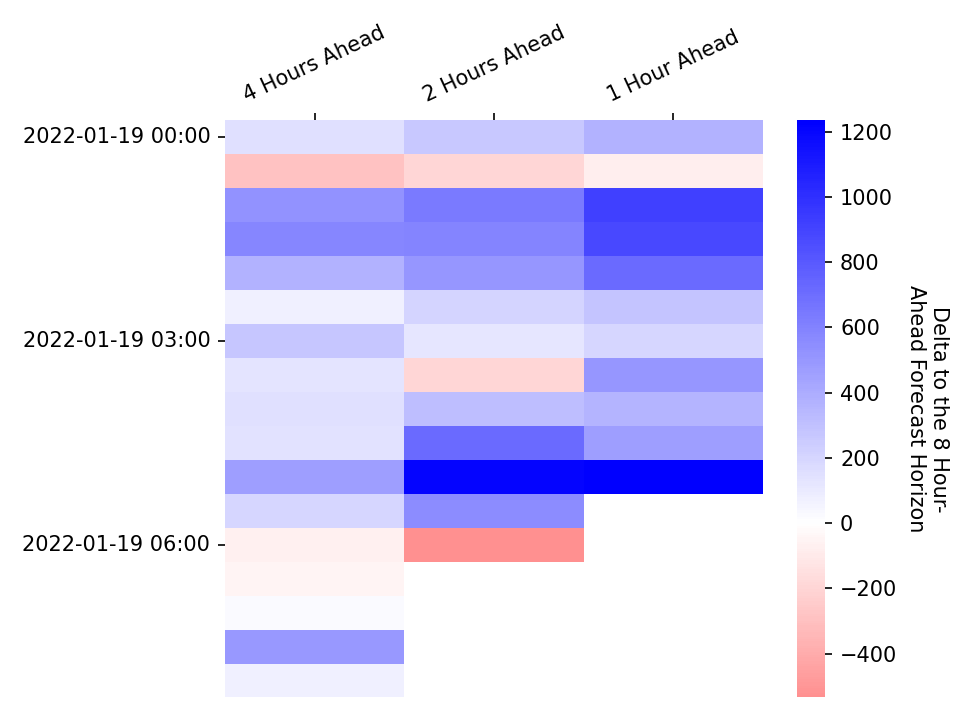 4 Hours Ahead
2 Hours Ahead
1 Hour Ahead
2022-01-19 00:00
2022-01-19 03:00
2022-01-19 06:00
1200
1000
800
600
400
200
0
−200
−400
Delta to the 8 Hour-
Ahead Forecast Horizon